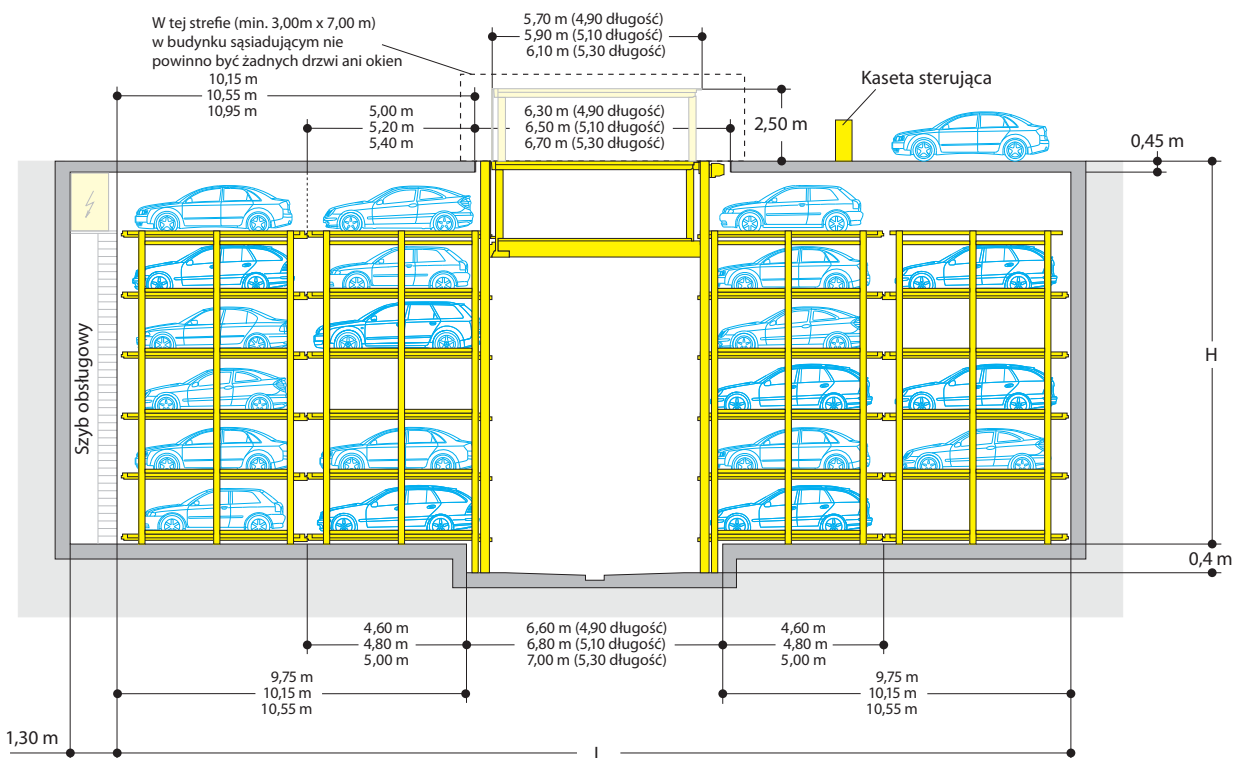 W tej strefie (min. 3,00m x 7,00 m)
w budynku sąsiadującym nie
powinno być żadnych drzwi ani okien
5,70 m (4,90 długość)
5,90 m (5,10 długość)
6,10 m (5,30 długość)
10,15 m
10,55 m
10,95 m
5,00 m
5,20 m
5,40 m
6,30 m (4,90 długość)
6,50 m (5,10 długość)
6,70 m (5,30 długość)
2,50 m
Kaseta sterująca
0,45 m
Szyb obsługowy
H
0,4 m
4,60 m
4,80 m
5,00 m
6,60 m (4,90 długość)
6,80 m (5,10 długość)
7,00 m (5,30 długość)
4,60 m
4,80 m
5,00 m
9,75 m
10,15 m
10,55 m
9,75 m
10,15 m
10,55 m
1,30 m